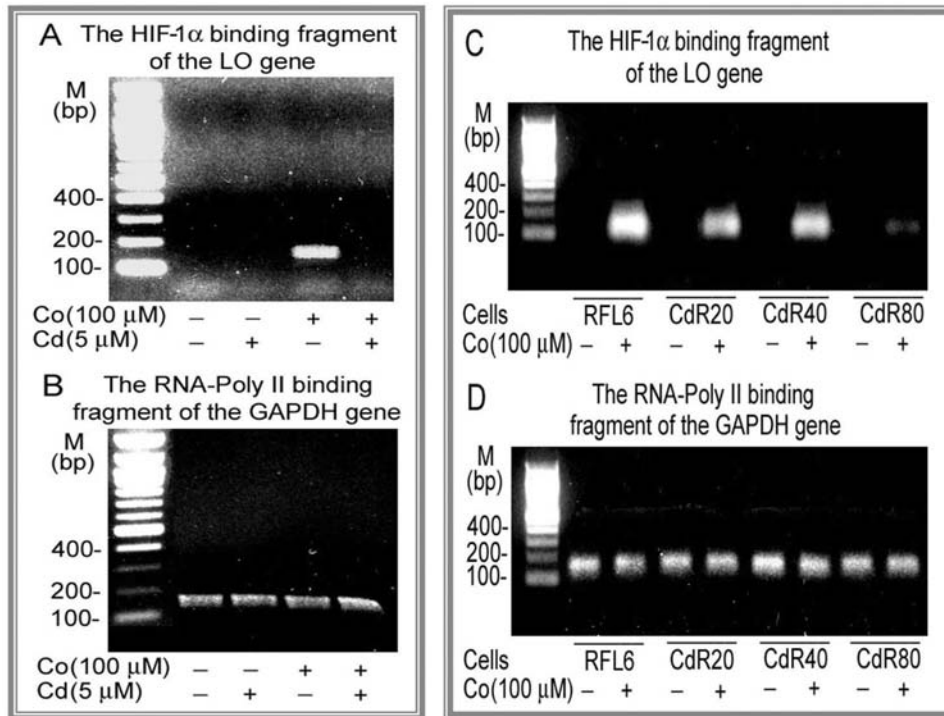 A The HIF-1α binding fragment
of the LO gene
M
(bp)
400-
200-
100-
Co(100 μM) – – + +
Cd(5 μM) – + – +
B The RNA-Poly II binding
fragment of the GAPDH gene
M
(bp)
400-
200-
100-
Co(100 μM) – – + +
Cd(5 μM) – + – +
C The HIF-1α binding fragment
of the LO gene
M
(bp)
400-
200-
100-
Cells RFL6 CdR20 CdR40 CdR80
Co(100 μM) – + – + – + – +
D The RNA-Poly II binding
fragment of the GAPDH gene
M
(bp)
400-
200-
100-
Cells RFL6 CdR20 CdR40 CdR80
Co(100 μM) – + – + – + – +